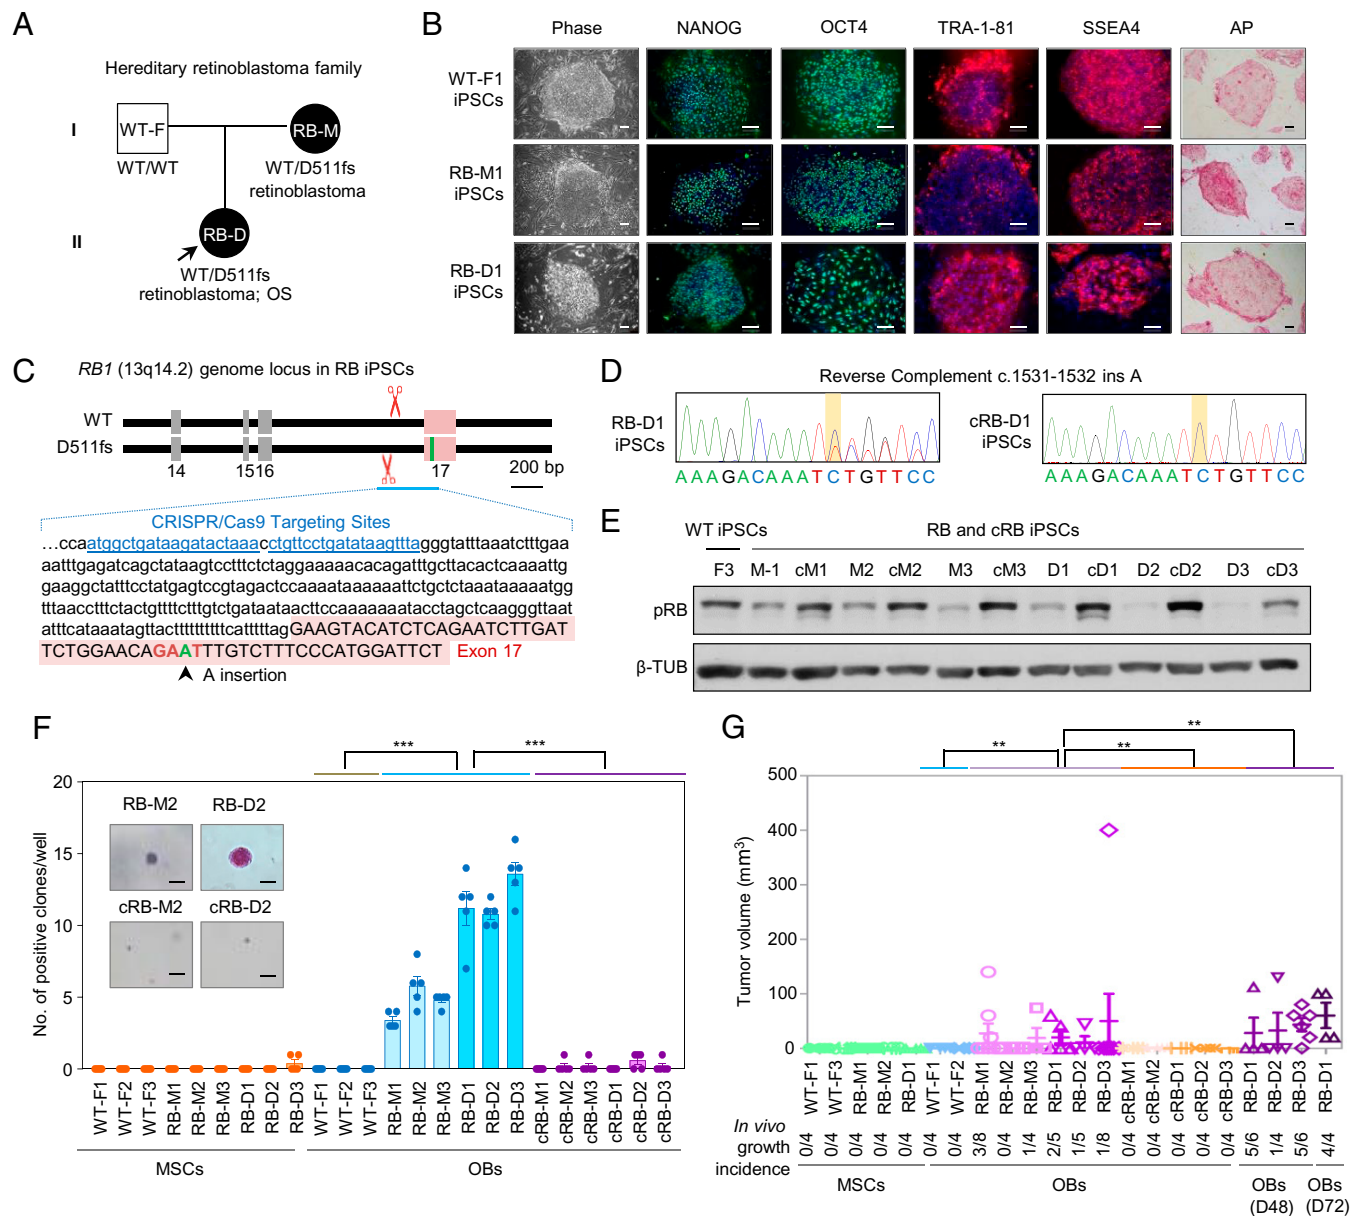 A
Hereditary retinoblastoma family
I
WT-F
RB-M
WT/WT
WT/D511fs
retinoblastoma
II
RB-D
WT/D511fs
retinoblastoma; OS
B
Phase NANOG OCT4 TRA-1-81 SSEA4 AP
WT-F1
iPSCs
RB-M1
iPSCs
RB-D1
iPSCs
C
RB1 (13q14.2) genome locus in RB iPSCs
WT
D511fs
14 15 16 17 200 bp
CRISPR/Cas9 Targeting Sites
...ccaatggctgataagatactaaacctgttcctgatataagtttagggtatttaaatctttgaa
aatttgagatcagctataagtcctttctctaggaaaaaacacagatttgcttacactcaaaattg
gaaggctatttcctatgagtccgtagactccaaaataaaaaaattctgctctaaataaaaaatgg
tttaacctttctactgttttctttgtctgataataacttccaaaaaaatacctagctcaagggttaat
atttcataaatagttacttttttttttcatttttagGAAGTACATCTCAGAATCTTGAT
TCTGGAACAGAATTTGTCTTTCCCATGGATTCT Exon 17
A insertion
D
Reverse Complement c.1531-1532 ins A
RB-D1
iPSCs
AAAGACAAATCTGTTCC
cRB-D1
iPSCs
AAAGACAAATCTGTTCC
E
WT iPSCs RB and cRB iPSCs
F3 M-1 cM1 M2 cM2 M3 cM3 D1 cD1 D2 cD2 D3 cD3
pRB
β-TUB
F
*** ***
No. of positive clones/well
20
15
10
5
0
RB-M2 RB-D2
cRB-M2 cRB-D2
WT-F1 WT-F2 WT-F3 RB-M1 RB-M2 RB-M3 RB-D1 RB-D2 RB-D3 WT-F1 WT-F2 WT-F3 RB-M1 RB-M2 RB-M3 RB-D1 RB-D2 RB-D3 cRB-M1 cRB-M2 cRB-M3 cRB-D1 cRB-D2 cRB-D3
MSCs OBs
G
** ** **
Tumor volume (mm³)
500
400
300
200
100
0
WT-F1 WT-F3 RB-M1 RB-M2 RB-D1 WT-F1 WT-F2 RB-M1 RB-M2 RB-M3 RB-D1 RB-D2 RB-D3 cRB-M1 cRB-M2 cRB-D1 cRB-D2 cRB-D3 RB-D1 RB-D2 RB-D3 RB-D1
In vivo
growth
incidence
0/4 0/4 0/4 0/4 0/4 0/4 0/4 3/8 0/4 1/4 2/5 1/5 1/8 0/4 0/4 0/4 0/4 0/4 5/6 1/4 5/6 4/4
MSCs OBs OBs OBs
(D48) (D72)